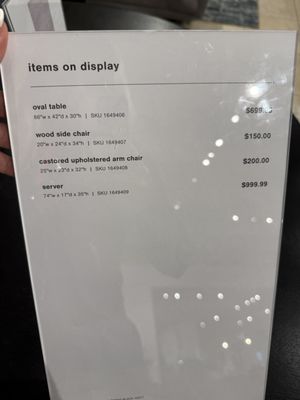 items on display
oval table
66"w x 42"d x 30"h | SKU 1649406
wood side chair $150.00
20"w x 24"d x 34"h | SKU 1649407
castored upholstered arm chair $200.00
25"w x 23"d x 32"h | SKU 1649408
server $999.99
74"w x 17"d x 35"h | SKU 1649409